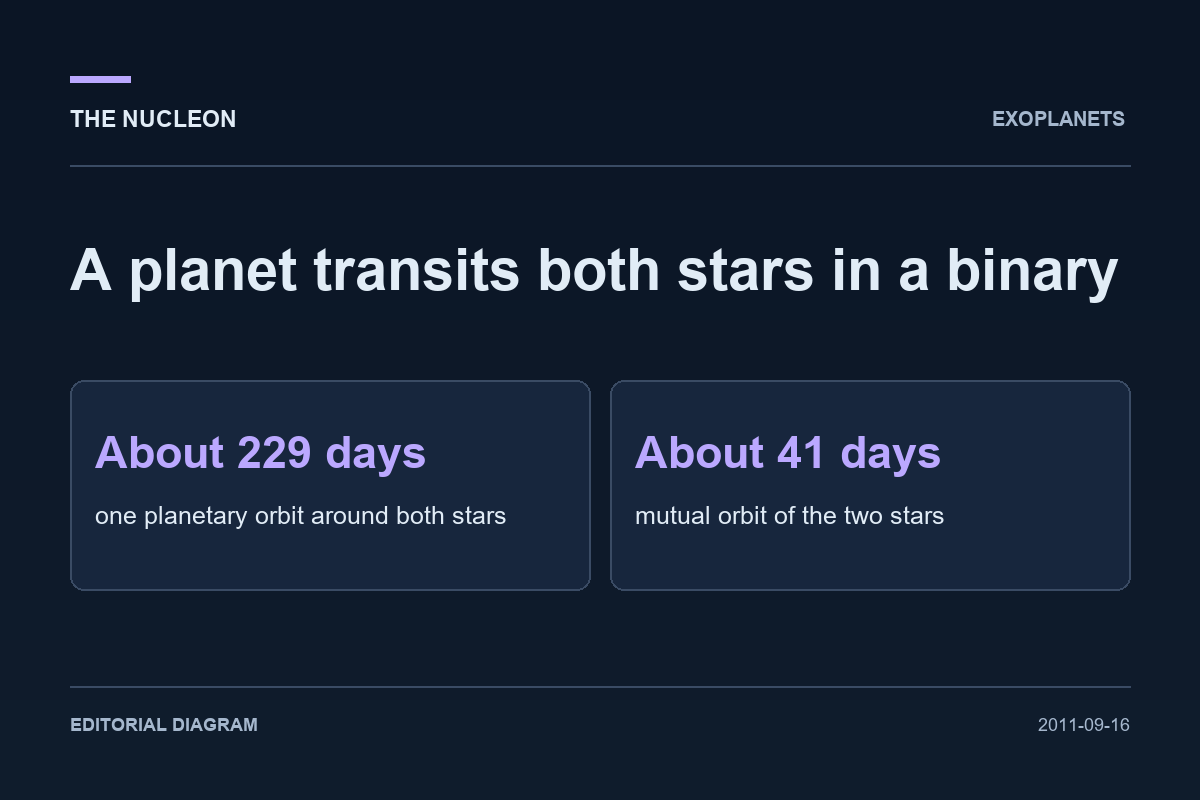 THE NUCLEON
EXOPLANETS
A planet transits both stars in a binary
About 229 days
one planetary orbit around both stars
About 41 days
mutual orbit of the two stars
EDITORIAL DIAGRAM
2011-09-16